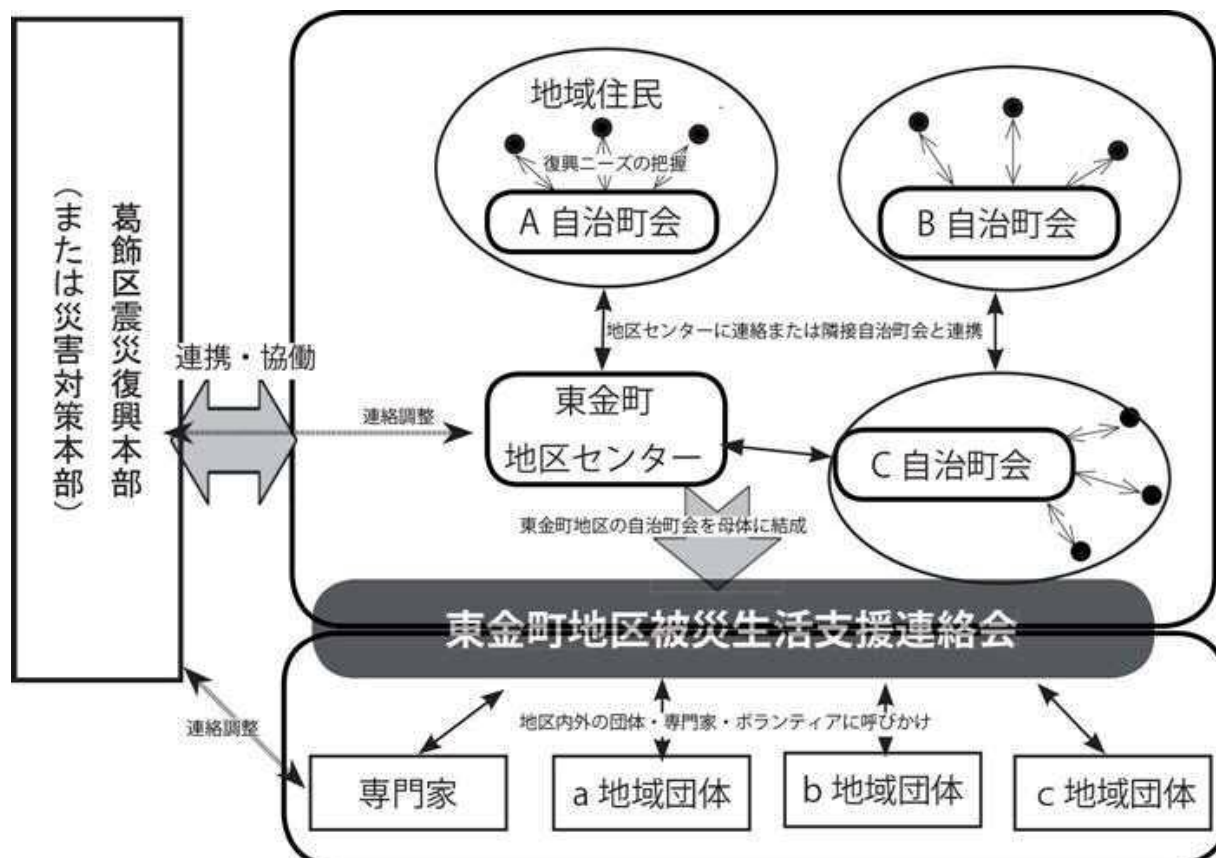 葛飾区震災復興本部
（または災害対策本部）
連携・協働
地域住民
復興ニーズの把握
A 自治町会
B 自治町会
地区センターに連絡または隣接自治町会と連携
連絡調整
東金町
地区センター
C 自治町会
東金町地区の自治町会を母体に結成
東金町地区被災生活支援連絡会
連絡調整
地区内外の団体・専門家・ボランティアに呼びかけ
専門家
a 地域団体
b 地域団体
c 地域団体